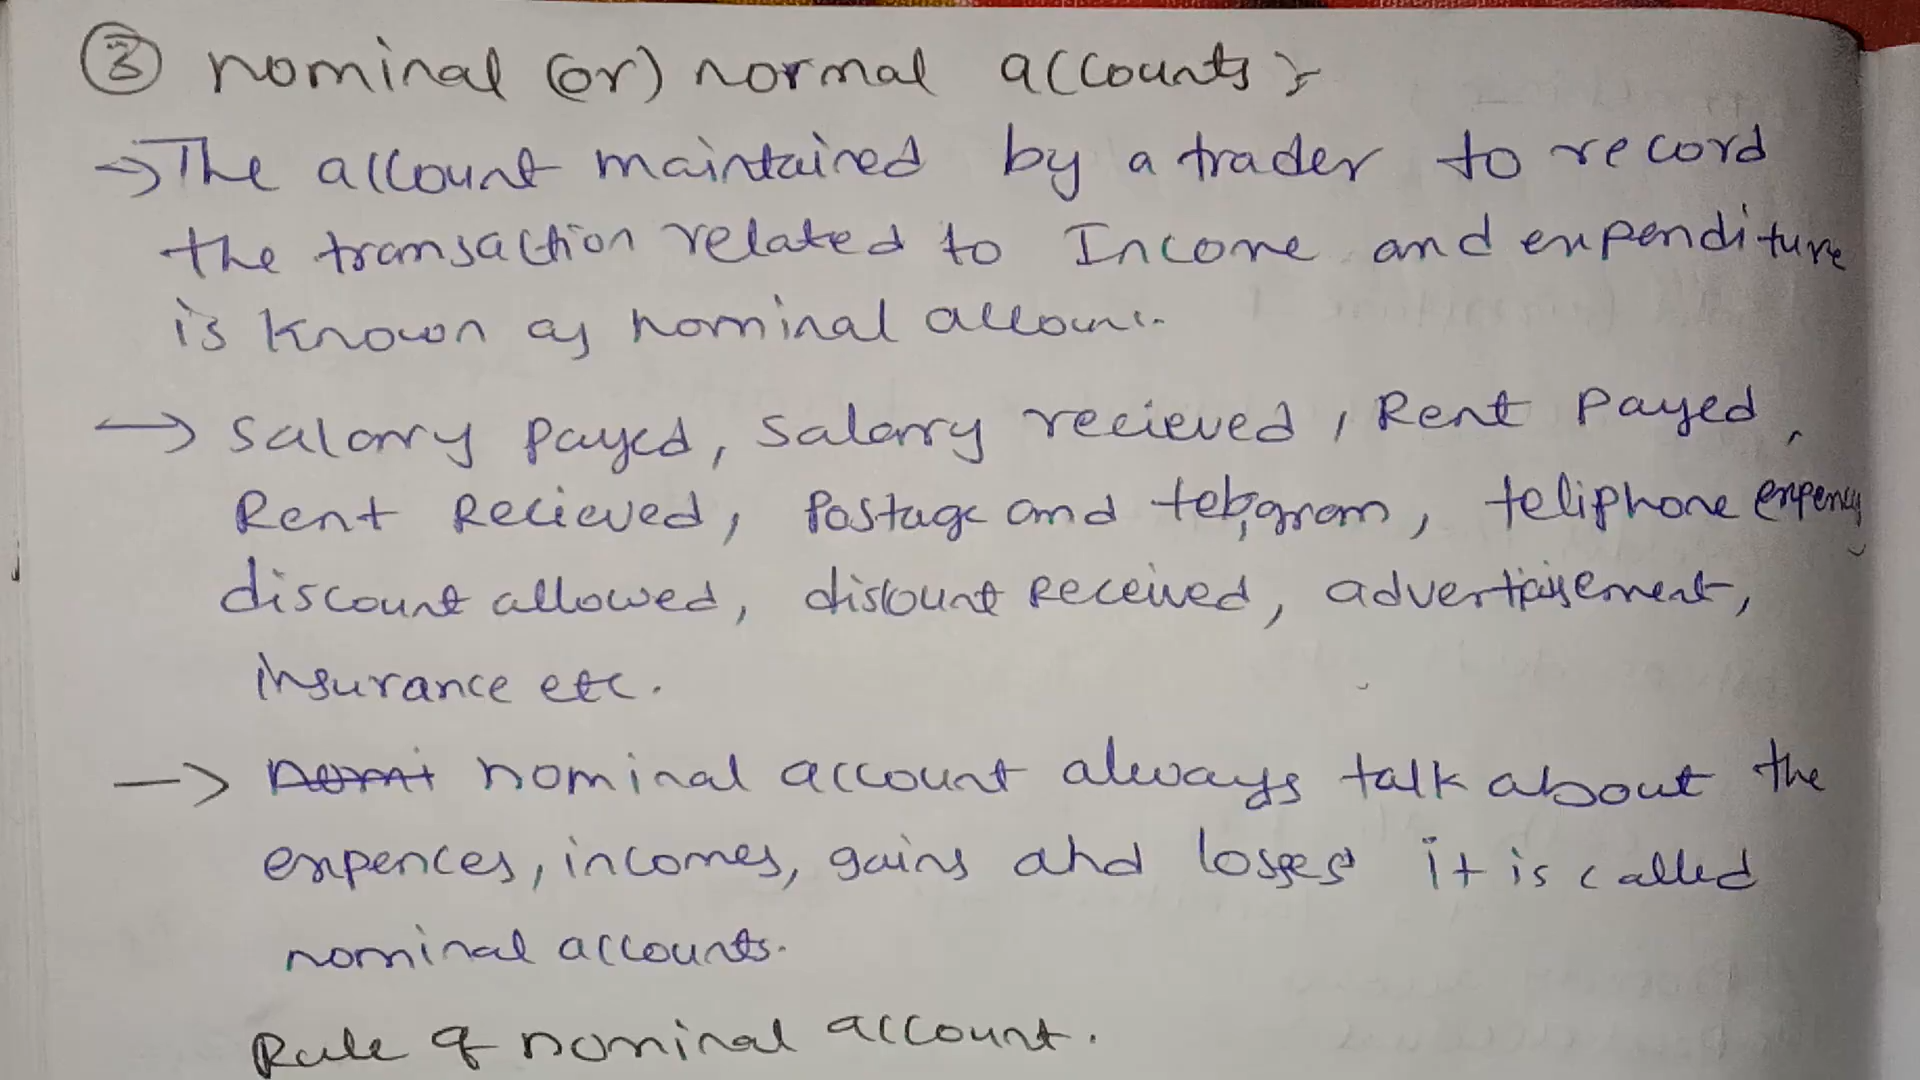 ③ nominal (or) normal accounts :-
→ The account maintained by a trader to record
the transaction related to Income and expenditure
is known as nominal account.
→ Salary payed, Salary recieved, Rent Payed,
Rent Recieved, Postage and telegram, teliphone expency
discount allowed, discount Received, advertisement,
insurance etc.
→ nomi nominal account always talk about the
expences, incomes, gains and losses it is called
nominal accounts.
Rule of nominal account.